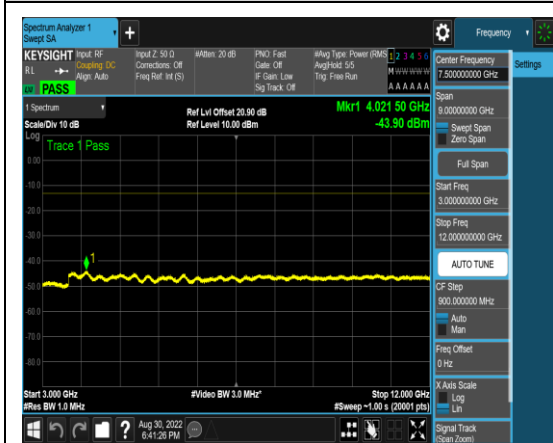 Spectrum Analyzer 1
Swept SA
Frequency
KEYSIGHT
Input: RF
Coupling: DC
Align: Auto
Input Z: 50 Ω
Corrections: Off
Freq Ref: Int (S)
#Atten: 20 dB
PNO: Fast
Gate: Off
IF Gain: Low
Sig Track: Off
#Avg Type: Power (RMS
Avg|Hold: 5/5
Trig: Free Run
1 2 3 4 5 6
M W W W W W
A A A A A A
R L
PASS
1 Spectrum
Scale/Div 10 dB
Ref Lvl Offset 20.90 dB
Ref Level 10.00 dBm
Mkr1 4.021 50 GHz
-43.90 dBm
Log
Trace 1 Pass
0.00
-10.0
-20.0
-30.0
-40.0
-50.0
-60.0
-70.0
-80.0
1
Start 3.000 GHz
#Res BW 1.0 MHz
#Video BW 3.0 MHz*
Stop 12.000 GHz
#Sweep ~1.00 s (20001 pts)
Aug 30, 2022
6:41:26 PM
Center Frequency
7.500000000 GHz
Settings
Span
9.00000000 GHz
Swept Span
Zero Span
Full Span
Start Freq
3.000000000 GHz
Stop Freq
12.000000000 GHz
AUTO TUNE
CF Step
900.000000 MHz
Auto
Man
Freq Offset
0 Hz
X Axis Scale
Log
Lin
Signal Track
(Span Zoom)